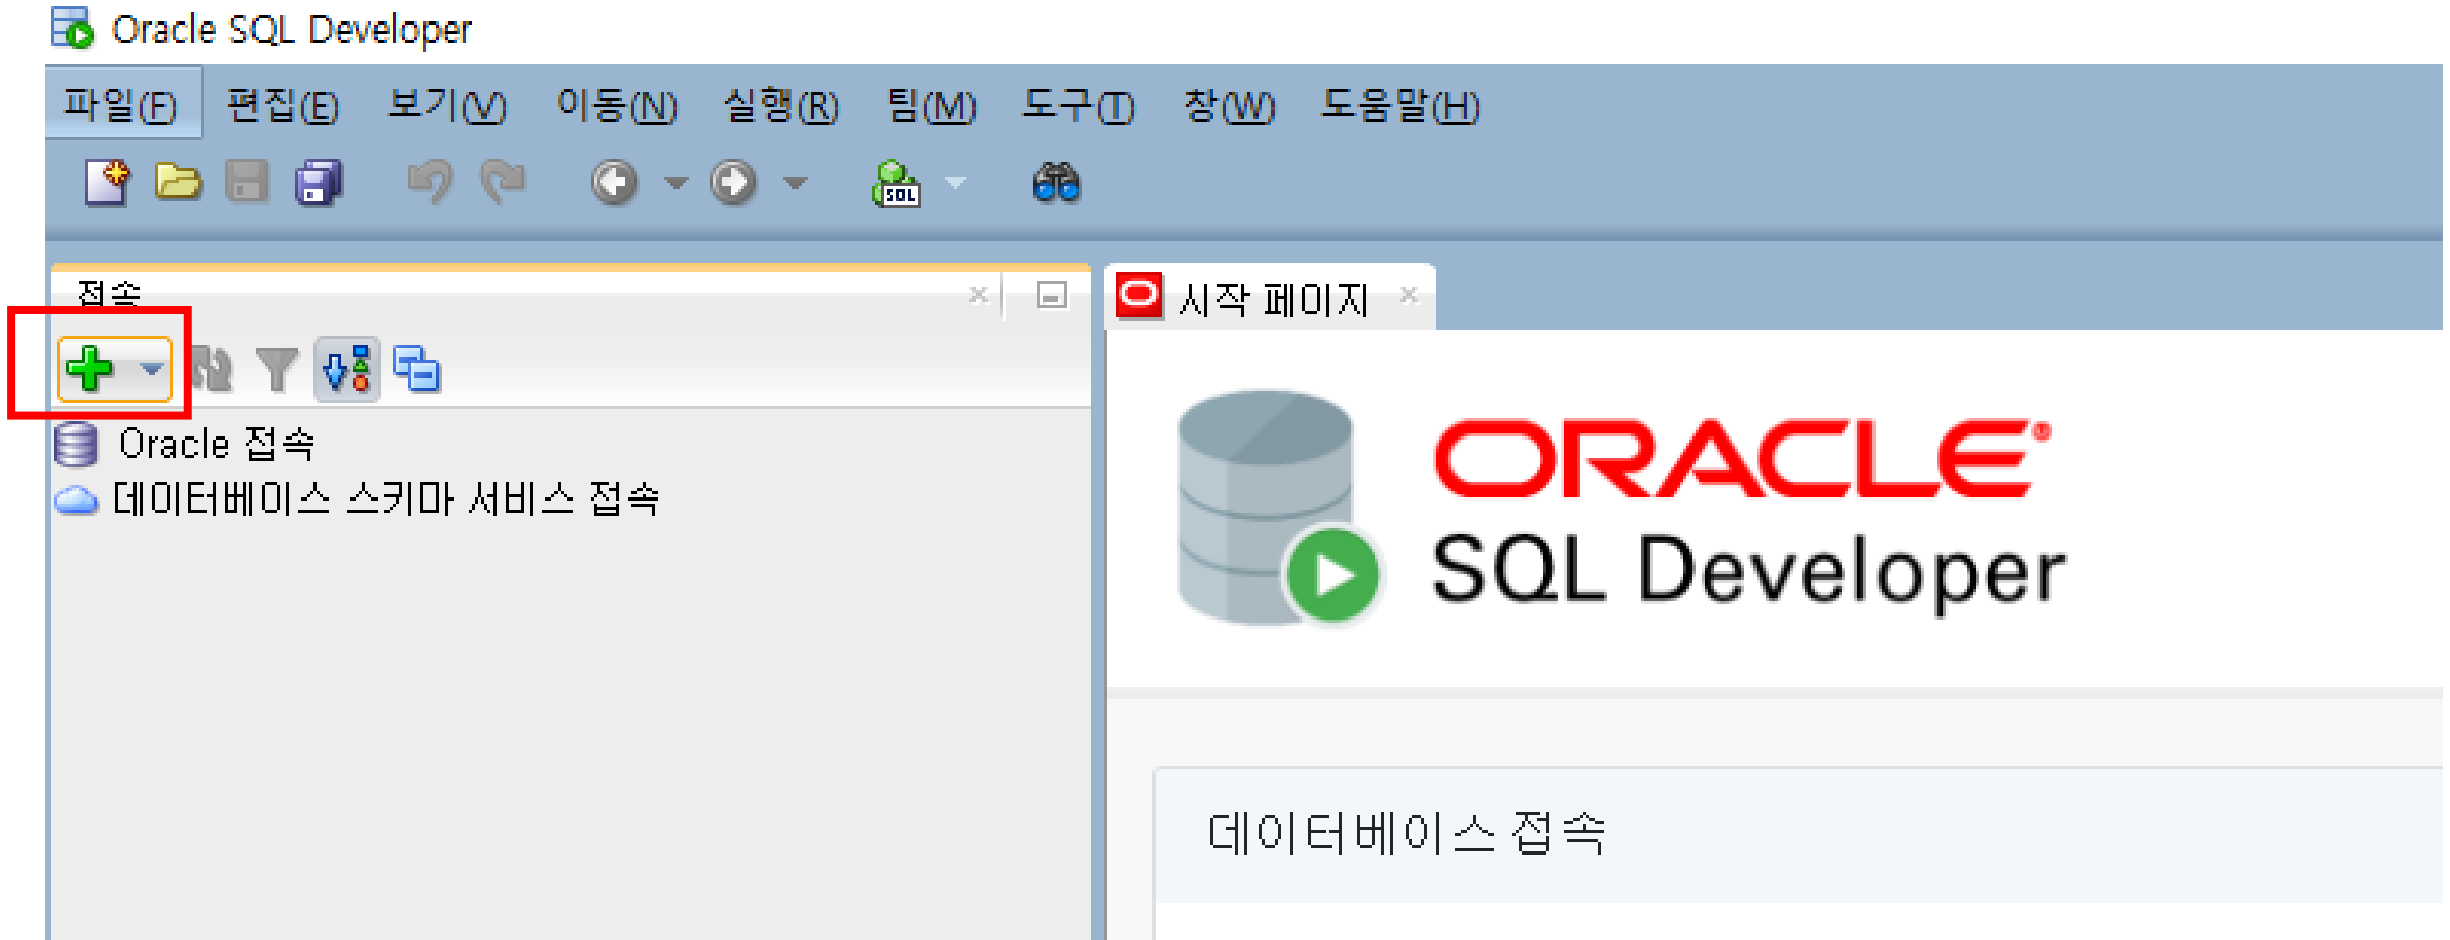 Oracle SQL Developer
파일(F) 편집(E) 보기(V) 이동(N) 실행(R) 팀(M) 도구(T) 창(W) 도움말(H)
SQL
접속
시작 페이지
Oracle 접속
데이터베이스 스키마 서비스 접속
ORACLE
SQL Developer
데이터베이스 접속